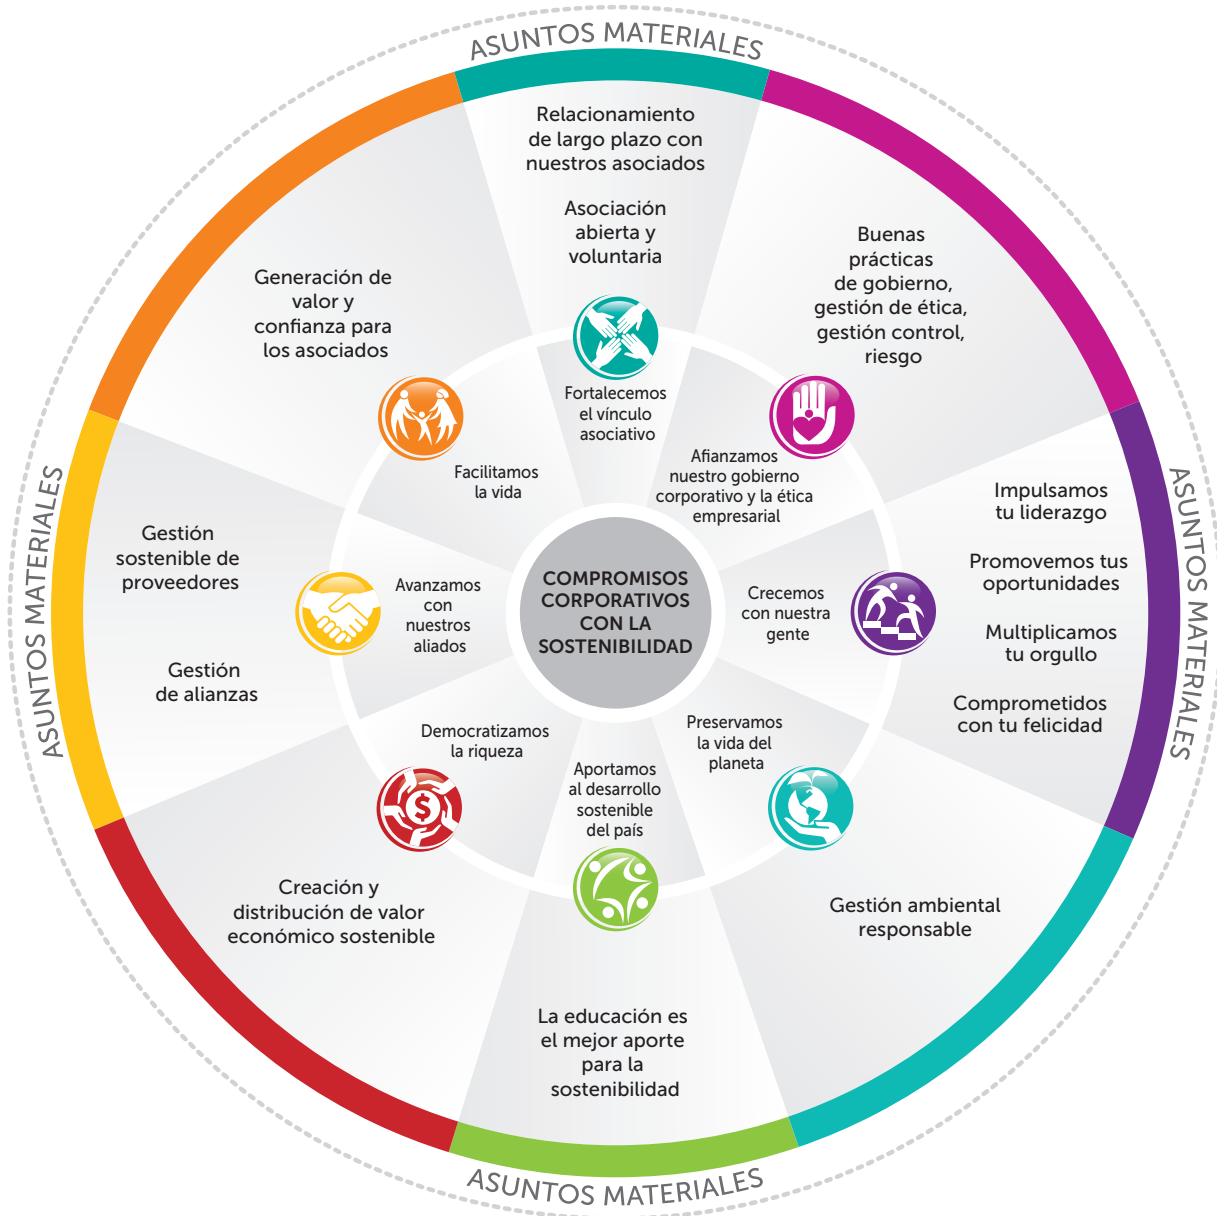 ASUNTOS MATERIALES
Relacionamiento
de largo plazo con
nuestros asociados
Asociación
abierta y
voluntaria
Fortalecemos
el vínculo
asociativo
Buenas
prácticas
de gobierno,
gestión de ética,
gestión control,
riesgo
Afianzamos
nuestro gobierno
corporativo y la ética
empresarial
ASUNTOS MATERIALES
Impulsamos
tu liderazgo
Promovemos tus
oportunidades
Multiplicamos
tu orgullo
Comprometidos
con tu felicidad
Crecemos
con nuestra
gente
Preservamos
la vida del
planeta
Gestión ambiental
responsable
Aportamos
al desarrollo
sostenible
del país
La educación es
el mejor aporte
para la
sostenibilidad
ASUNTOS MATERIALES
Democratizamos
la riqueza
$
Creación y
distribución de valor
económico sostenible
Avanzamos
con
nuestros
aliados
Gestión
sostenible de
proveedores
Gestión
de alianzas
ASUNTOS MATERIALES
Facilitamos
la vida
Generación de
valor y
confianza para
los asociados
COMPROMISOS
CORPORATIVOS
CON LA
SOSTENIBILIDAD